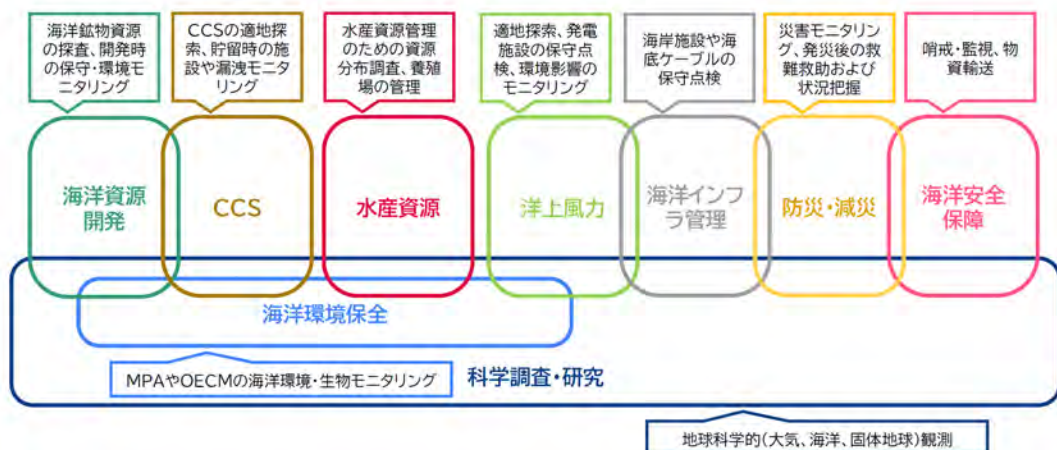 海洋鉱物資源
の探査、開発時
の保守・環境モ
ニタリング
CCSの適地探
索、貯留時の施
設や漏洩モニタ
リング
水産資源管理
のための資源
分布調査、養殖
場の管理
適地探索、発電
施設の保守点
検、環境影響の
モニタリング
海岸施設や海
底ケーブルの
保守点検
災害モニタリ
ング、発災後の救
難救助および
状況把握
哨戒・監視、物
資輸送
海洋資源
開発
CCS
水産資源
洋上風力
海洋インフ
ラ管理
防災・減災
海洋安全
保障
海洋環境保全
MPAやOECMの海洋環境・生物モニタリング
科学調査・研究
地球科学的(大気、海洋、固体地球)観測